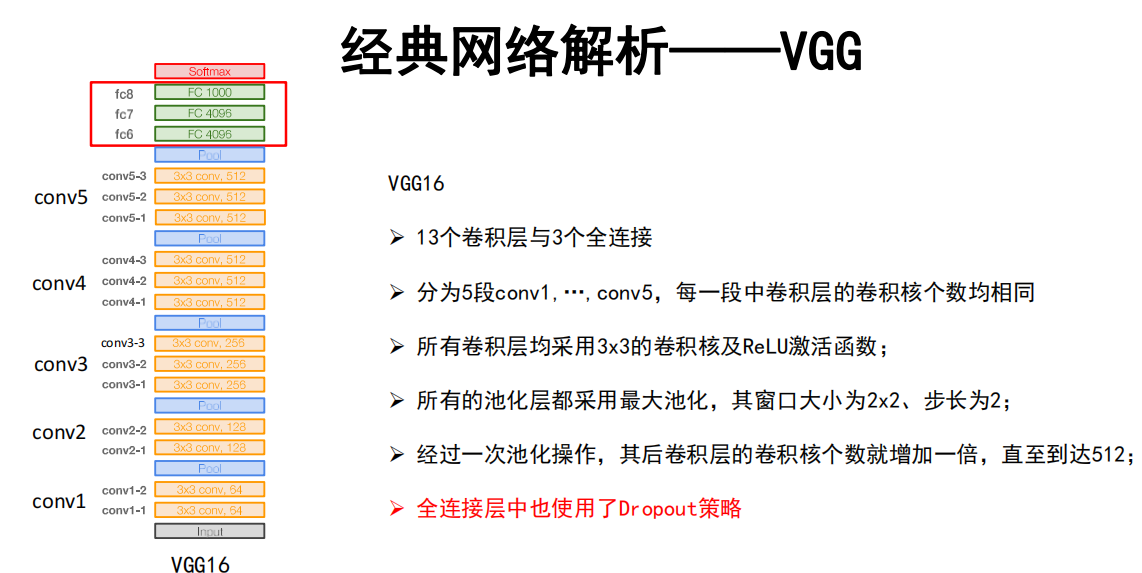 经典网络解析——VGG
Softmax
fc8 FC 1000
fc7 FC 4096
fc6 FC 4096
Pool
conv5
conv5-3 3x3 conv, 512
conv5-2 3x3 conv, 512
conv5-1 3x3 conv, 512
Pool
conv4
conv4-3 3x3 conv, 512
conv4-2 3x3 conv, 512
conv4-1 3x3 conv, 512
Pool
conv3
conv3-3 3x3 conv, 256
conv3-2 3x3 conv, 256
conv3-1 3x3 conv, 256
Pool
conv2
conv2-2 3x3 conv, 128
conv2-1 3x3 conv, 128
Pool
conv1
conv1-2 3x3 conv, 64
conv1-1 3x3 conv, 64
Input
VGG16
VGG16
➢ 13个卷积层与3个全连接
➢ 分为5段conv1,…,conv5，每一段中卷积层的卷积核个数均相同
➢ 所有卷积层均采用3x3的卷积核及ReLU激活函数；
➢ 所有的池化层都采用最大池化，其窗口大小为2x2、步长为2；
➢ 经过一次池化操作，其后卷积层的卷积核个数就增加一倍，直至到达512；
➢ 全连接层中也使用了Dropout策略